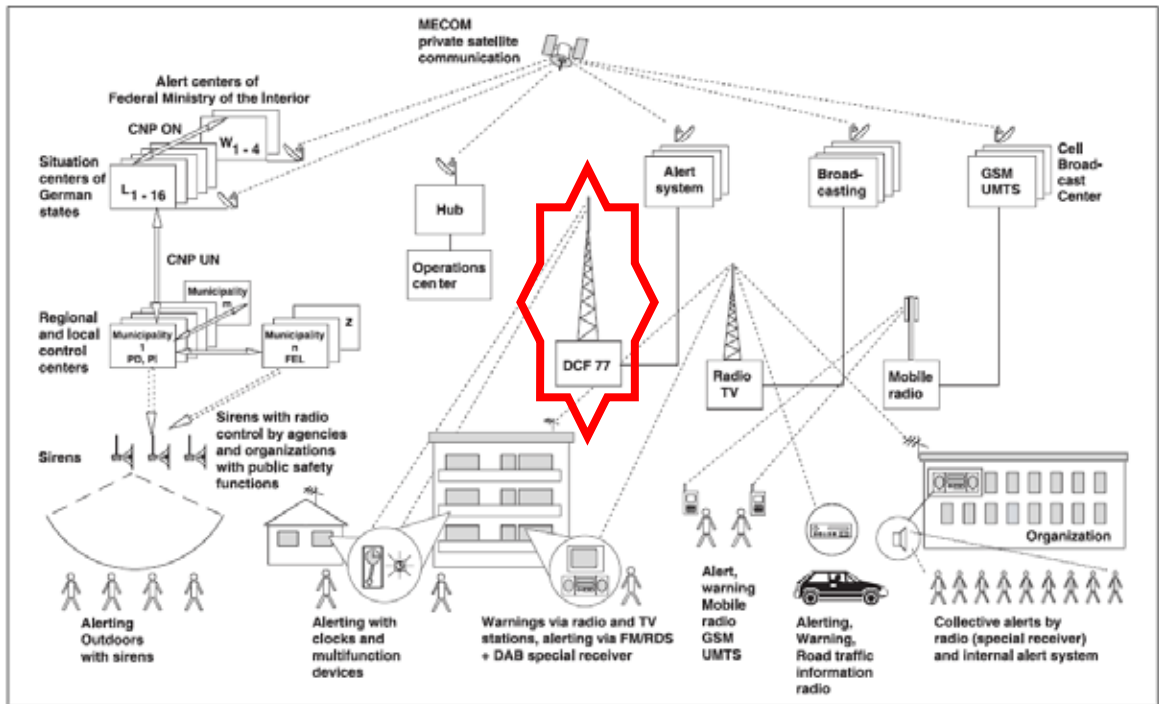 MECOM
private satellite
communication
Alert centers of
Federal Ministry of the Interior
CNP ON
W1 - 4
Situation
centers of
German
states
L1 - 16
CNP UN
Hub
Operations
center
Alert
system
Broad-
casting
GSM
UMTS
Cell
Broad-
cast
Center
Regional
and local
control
centers
Municipality
m
Municipality
1
PD, PI
z
Municipality
n
FEL
DCF 77
Radio
TV
Mobile
radio
Sirens
Sirens with radio
control by agencies
and organizations
with public safety
functions
Organization
Alerting
Outdoors
with sirens
Alerting with
clocks and
multifunction
devices
Warnings via radio and TV
stations, alerting via FM/RDS
+ DAB special receiver
Alert,
warning
Mobile
radio
GSM
UMTS
Alerting,
Warning,
Road traffic
information
radio
Collective alerts by
radio (special receiver)
and internal alert system